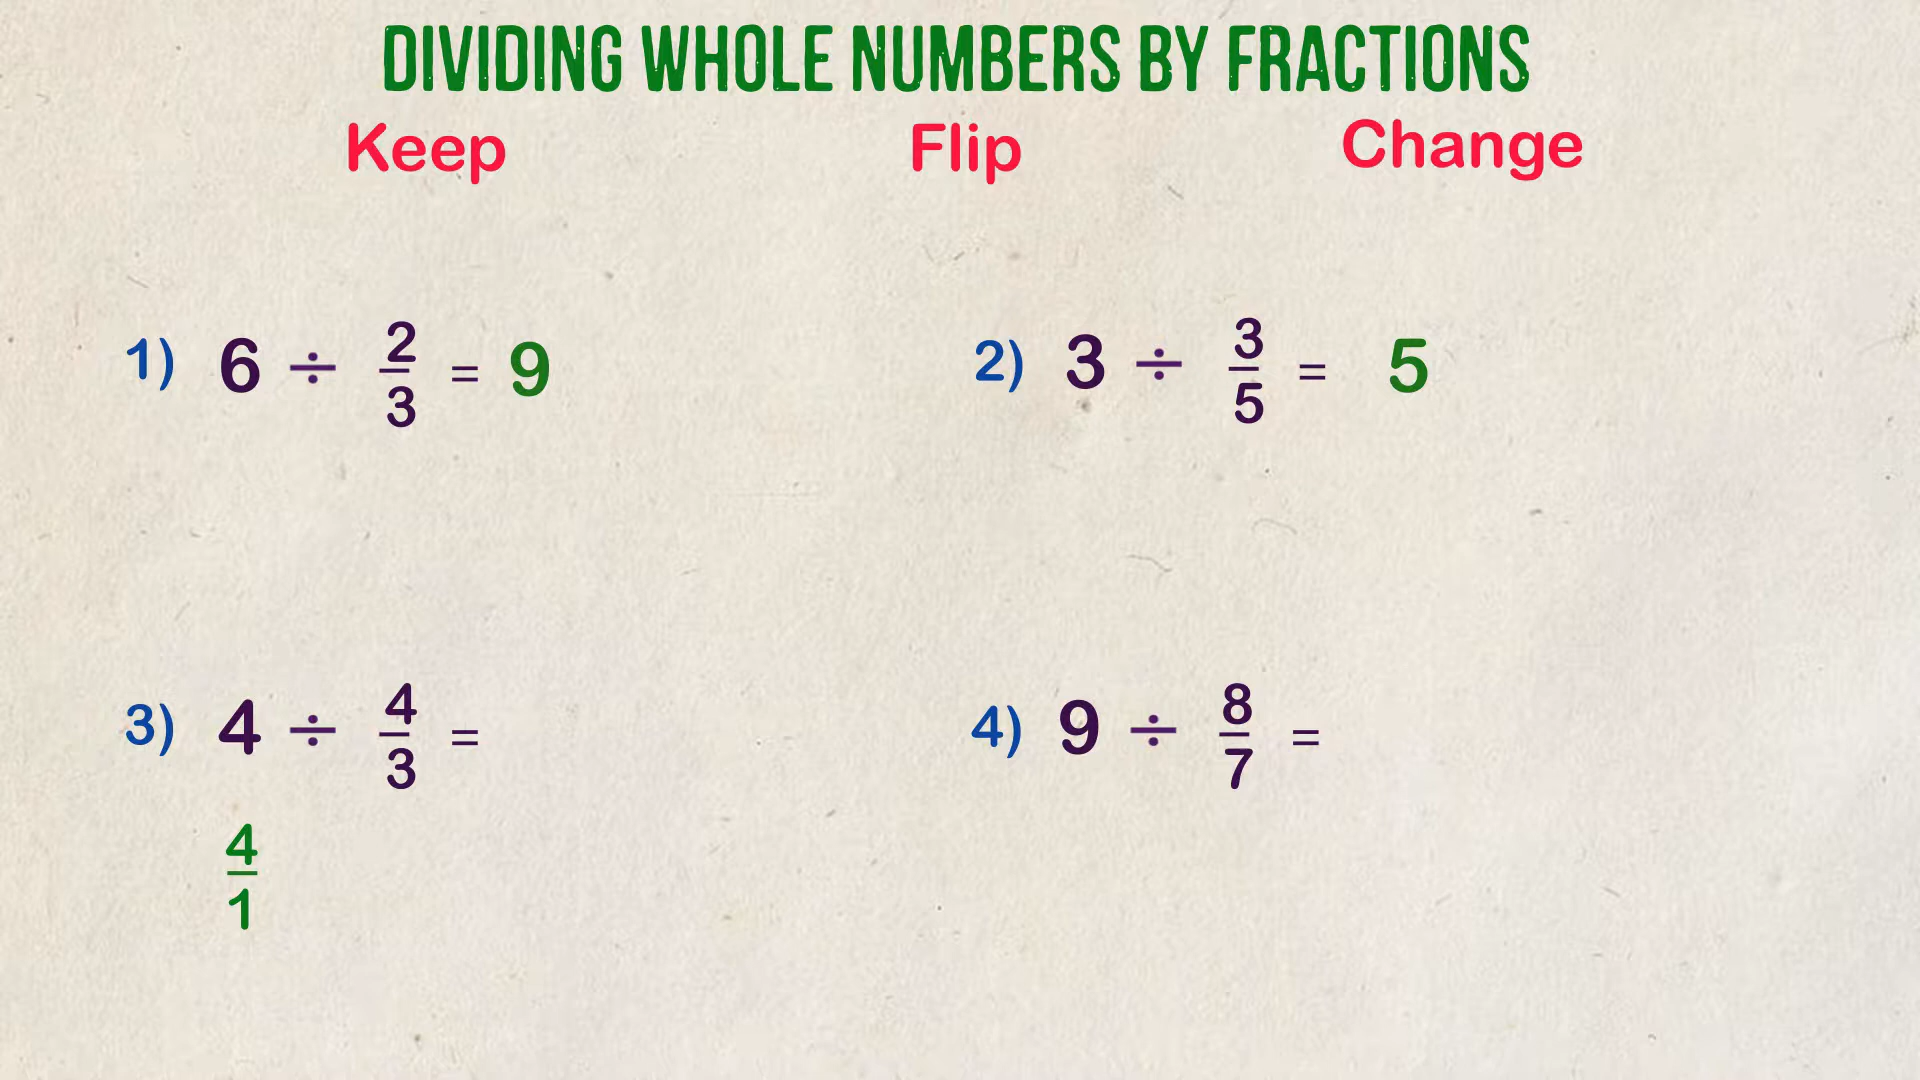 DIVIDING WHOLE NUMBERS BY FRACTIONS
Keep Flip Change
1) 6 ÷ 2/3 = 9
2) 3 ÷ 3/5 = 5
3) 4 ÷ 4/3 =
4/1
4) 9 ÷ 8/7 =